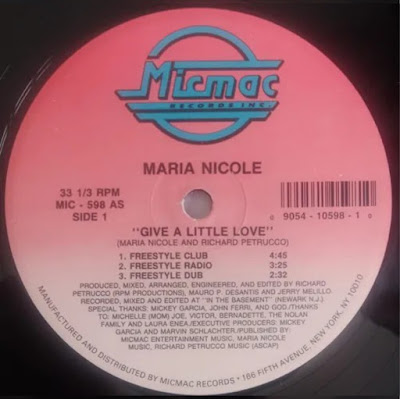 Micmac
RECORDS INC.
MARIA NICOLE
33 1/3 RPM
MIC - 598 AS
SIDE 1
0 9054 - 10598 - 1 8
"GIVE A LITTLE LOVE"
(MARIA NICOLE AND RICHARD PETRUCCO)
1. FREESTYLE CLUB 4:45
2. FREESTYLE RADIO 3:25
3. FREESTYLE DUB 2:32
PRODUCED, MIXED, ARRANGED, ENGINEERED, AND EDITED BY RICHARD
PETRUCCO (RPM PRODUCTIONS); MAURO P. DESANTIS AND JERRY MELILLO.
RECORDED, MIXED AND EDITED AT "IN THE BASEMENT" (NEWARK N.J.)
SPECIAL THANKS: MICKEY GARCIA, JOHN FERRI, AND GOD./THANKS
TO: MICHELLE (MOM) JOE, VICTOR, BERNADETTE, THE NOLAN
FAMILY AND LAURA ENEA./EXECUTIVE PRODUCERS: MICKEY
GARCIA AND MARVIN SCHLACHTER./PUBLISHED BY:
MICMAC ENTERTAINMENT MUSIC, MARIA NICOLE
MUSIC, RICHARD PETRUCCO MUSIC (ASCAP)
MANUFACTURED AND DISTRIBUTED BY MICMAC RECORDS • 166 FIFTH AVENUE, NEW YORK, NY 10010